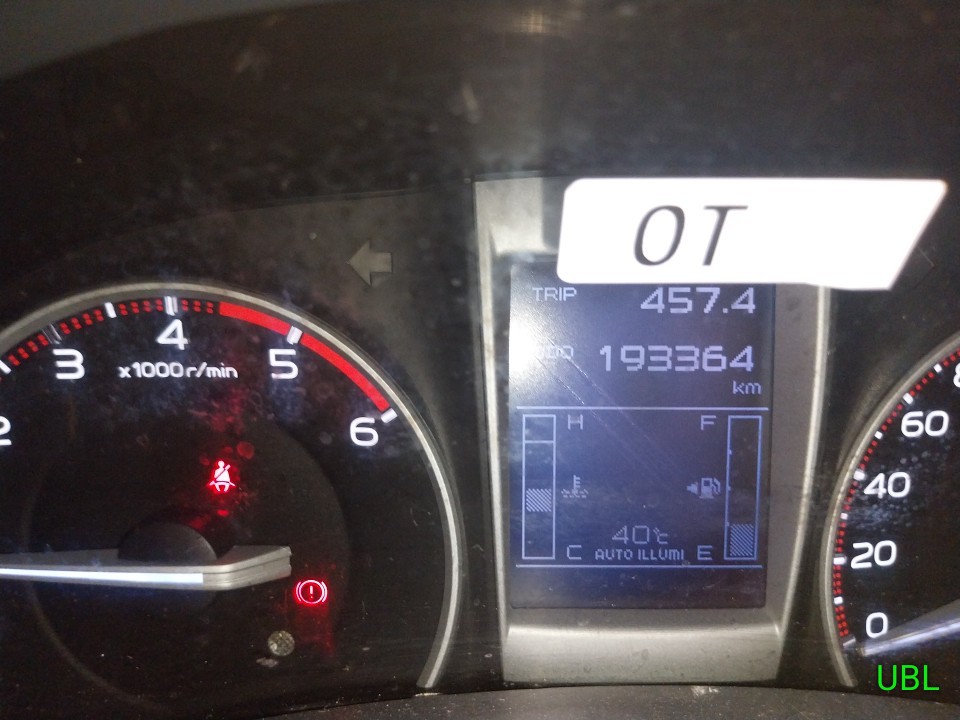 OT
TRIP 457.4
ODO 193364
km
2 3 4 5 6
x1000r/min
H F
C E
40℃
AUTO ILLUMI
60
40
20
0
UBL